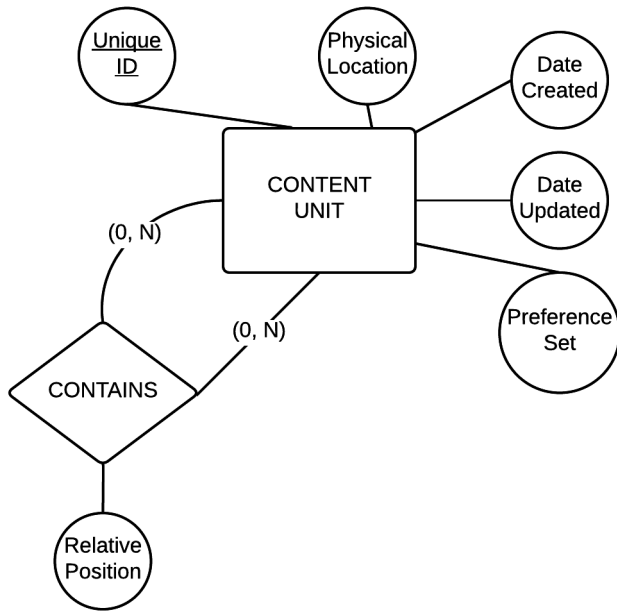 Unique
ID
Physical
Location
Date
Created
CONTENT
UNIT
Date
Updated
(0, N)
Preference
Set
(0, N)
CONTAINS
Relative
Position